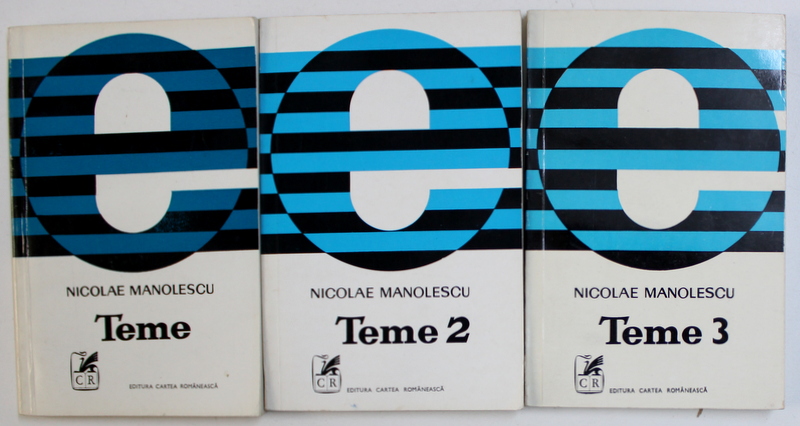 e
NICOLAE MANOLESCU
Teme
CR
EDITURA CARTEA ROMÂNEASCĂ
e
NICOLAE MANOLESCU
Teme 2
CR
EDITURA CARTEA ROMÂNEASCĂ
e
NICOLAE MANOLESCU
Teme 3
CR
EDITURA CARTEA ROMÂNEASCĂ